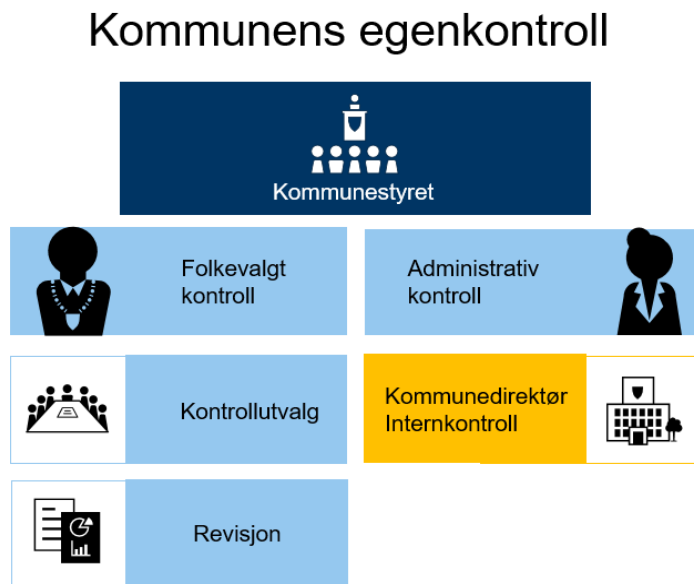 Kommunens egenkontroll
Kommunestyret
Folkevalgt
kontroll
Administrativ
kontroll
Kontrollutvalg
Kommunedirektør
Internkontroll
Revisjon